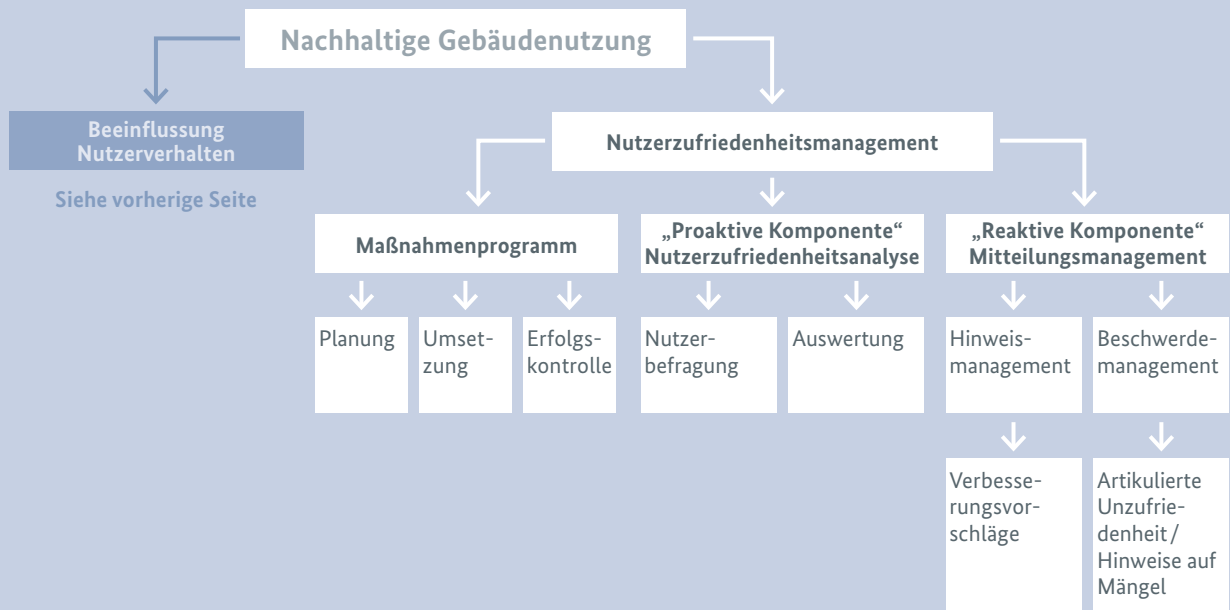 Nachhaltige Gebäudenutzung
Beeinflussung
Nutzerverhalten
Siehe vorherige Seite
Nutzerzufriedenheitsmanagement
Maßnahmenprogramm
„Proaktive Komponente“
Nutzerzufriedenheitsanalyse
„Reaktive Komponente“
Mitteilungsmanagement
Planung
Umset-
zung
Erfolgs-
kontrolle
Nutzer-
befragung
Auswertung
Hinweis-
management
Beschwerde-
management
Verbesse-
rungsvor-
schläge
Artikulierte
Unzufrie-
denheit /
Hinweise auf
Mängel